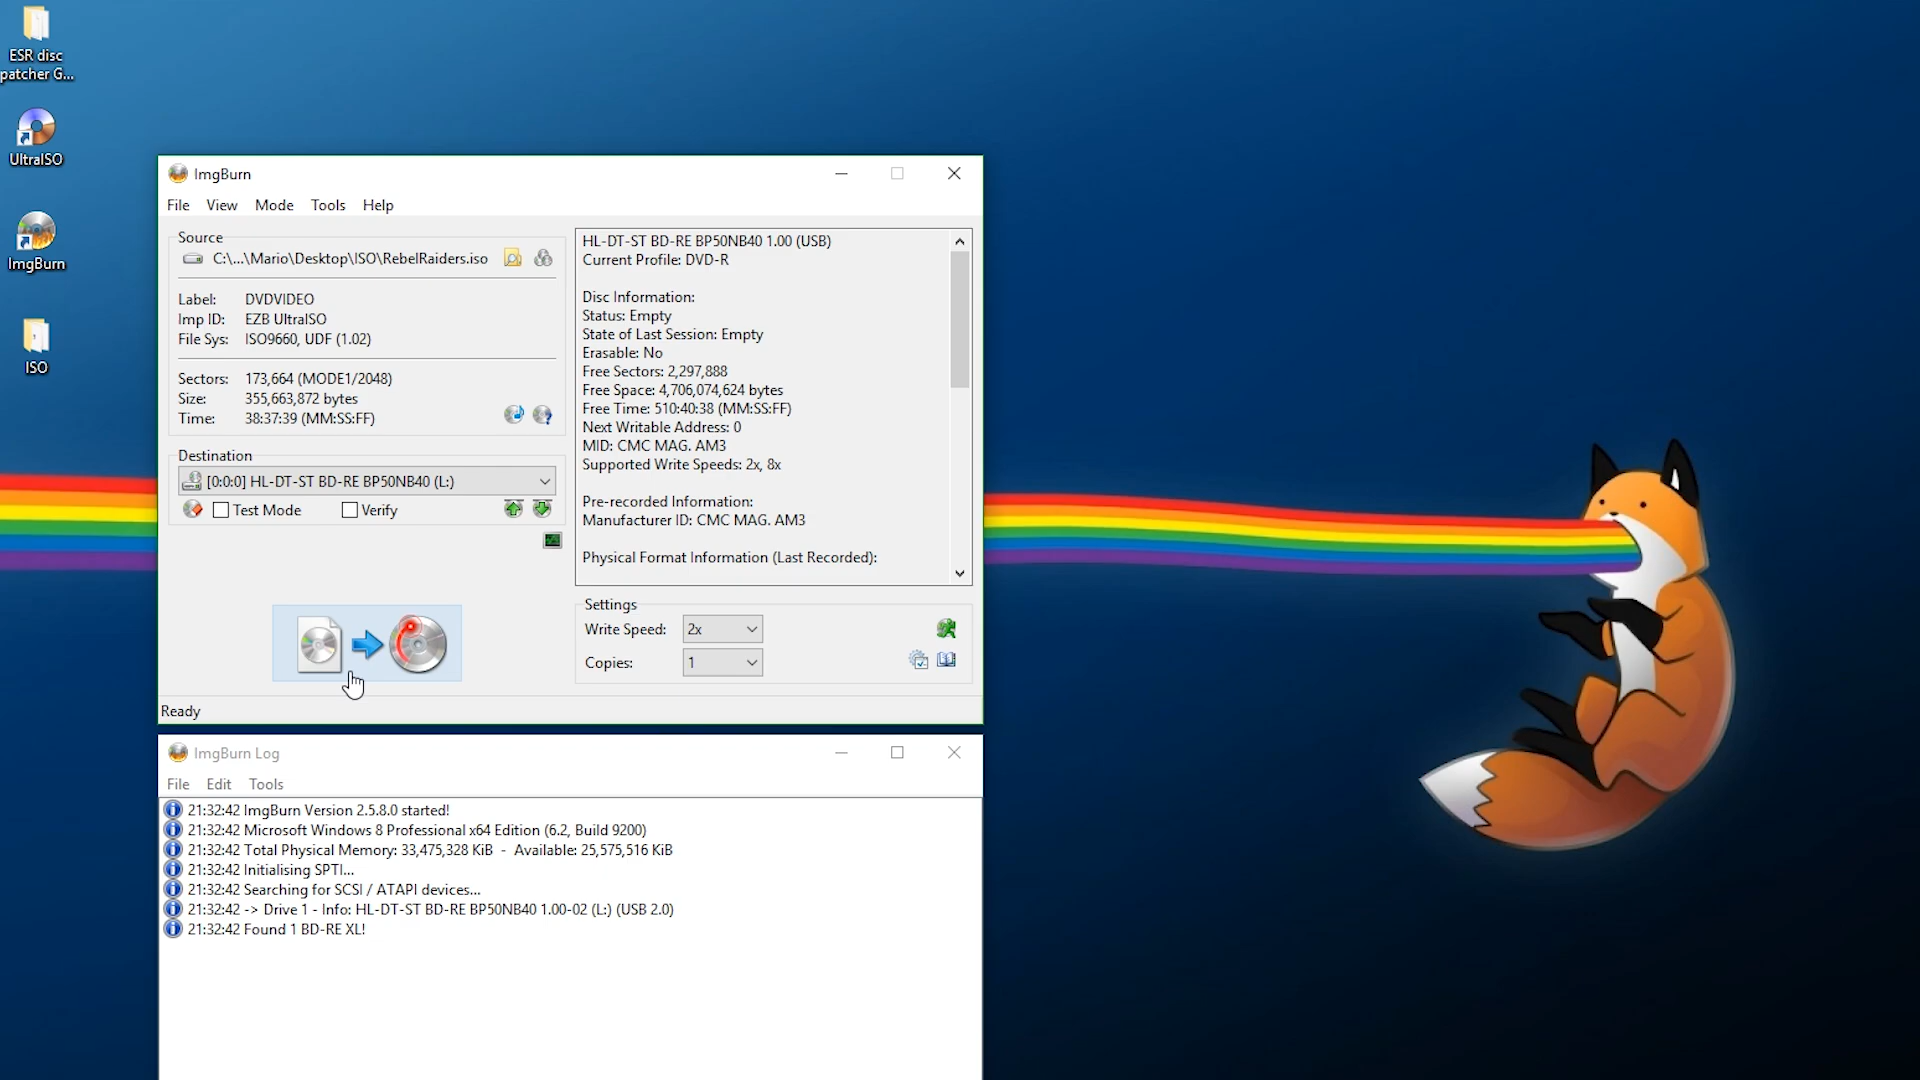 ESR disc
patcher G...
UltraISO
ImgBurn
ISO
ImgBurn
File View Mode Tools Help
Source
C:\...\Mario\Desktop\ISO\RebelRaiders.iso
Label: DVDVIDEO
Imp ID: EZB UltraISO
File Sys: ISO9660, UDF (1.02)
Sectors: 173,664 (MODE1/2048)
Size: 355,663,872 bytes
Time: 38:37:39 (MM:SS:FF)
Destination
[0:0:0] HL-DT-ST BD-RE BP50NB40 (L:)
Test Mode Verify
HL-DT-ST BD-RE BP50NB40 1.00 (USB)
Current Profile: DVD-R
Disc Information:
Status: Empty
State of Last Session: Empty
Erasable: No
Free Sectors: 2,297,888
Free Space: 4,706,074,624 bytes
Free Time: 510:40:38 (MM:SS:FF)
Next Writable Address: 0
MID: CMC MAG. AM3
Supported Write Speeds: 2x, 8x
Pre-recorded Information:
Manufacturer ID: CMC MAG. AM3
Physical Format Information (Last Recorded):
Settings
Write Speed: 2x
Copies: 1
Ready
ImgBurn Log
File Edit Tools
21:32:42 ImgBurn Version 2.5.8.0 started!
21:32:42 Microsoft Windows 8 Professional x64 Edition (6.2, Build 9200)
21:32:42 Total Physical Memory: 33,475,328 KiB - Available: 25,575,516 KiB
21:32:42 Initialising SPTI...
21:32:42 Searching for SCSI / ATAPI devices...
21:32:42 -> Drive 1 - Info: HL-DT-ST BD-RE BP50NB40 1.00-02 (L:) (USB 2.0)
21:32:42 Found 1 BD-RE XL!